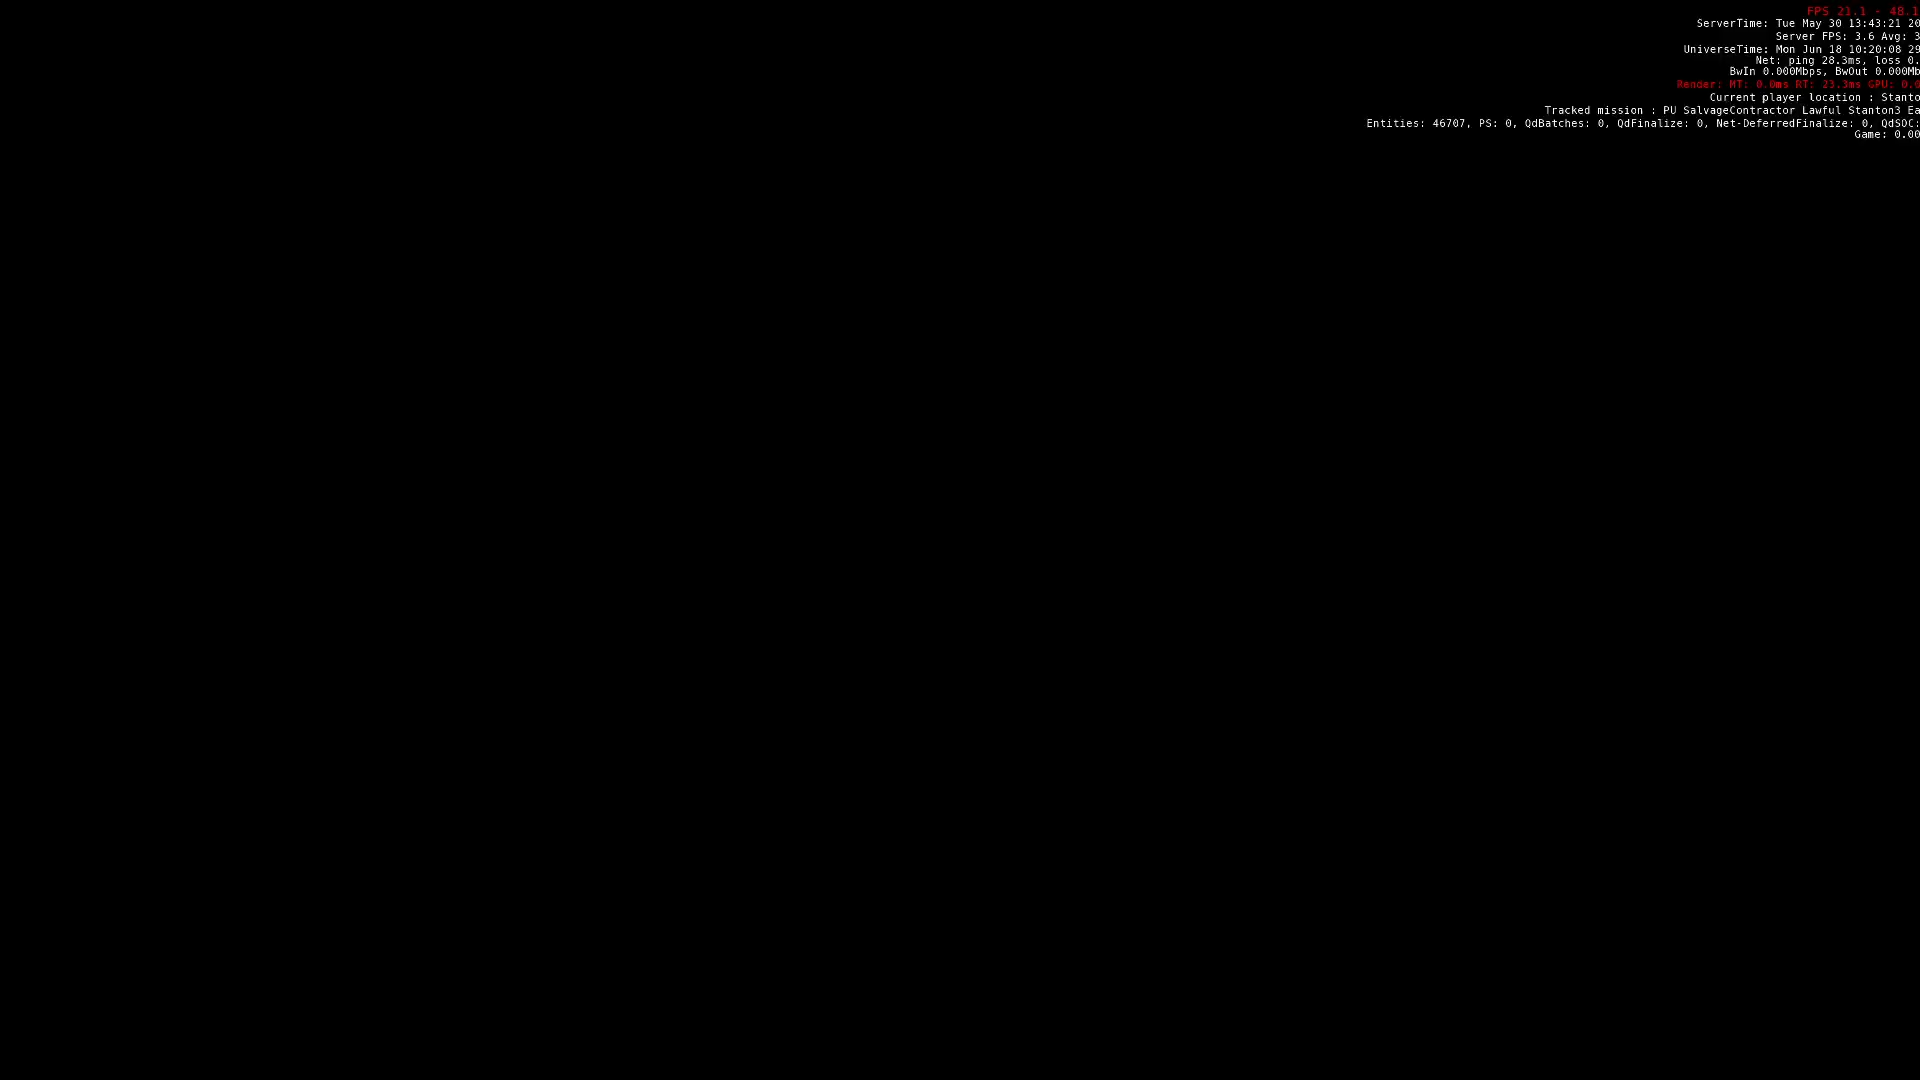 FPS 21.1 - 48.1
ServerTime: Tue May 30 13:43:21 20
Server FPS: 3.6 Avg: 3
UniverseTime: Mon Jun 18 10:20:08 29
Net: ping 28.3ms, loss 0.
BwIn 0.000Mbps, BwOut 0.000Mb
Render: MT: 0.0ms RT: 23.3ms GPU: 0.0
Current player location : Stanto
Tracked mission : PU SalvageContractor Lawful Stanton3 Ea
Entities: 46707, PS: 0, QdBatches: 0, QdFinalize: 0, Net-DeferredFinalize: 0, QdSOC:
Game: 0.00